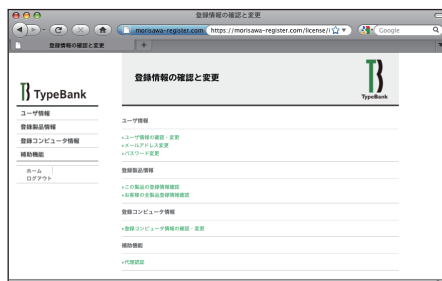 登録情報の確認と変更
morisawa-register.com
https://morisawa-register.com/license/i
Google
登録情報の確認と変更
TypeBank
登録情報の確認と変更
TypeBank
ユーザ情報
登録製品情報
登録コンピュータ情報
補助機能
ホーム
ログアウト
ユーザ情報
ユーザ情報の確認・変更
メールアドレス変更
パスワード変更
登録製品情報
この製品の登録情報確認
お客様の全製品登録情報確認
登録コンピュータ情報
登録コンピュータ情報の確認・変更
補助機能
代理認証